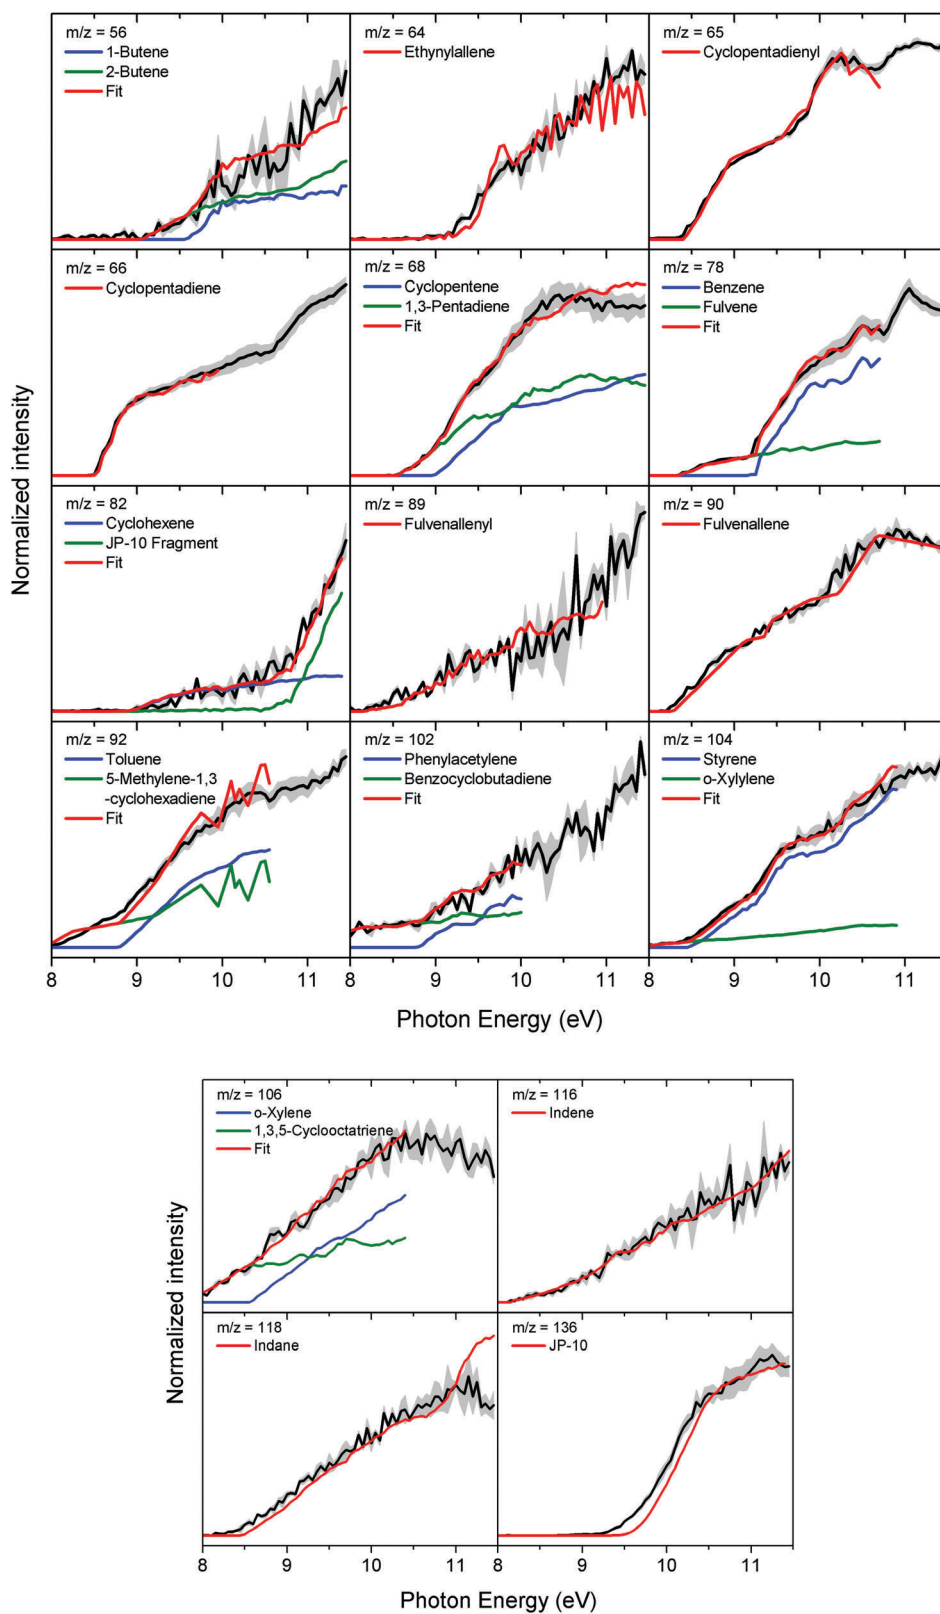 m/z = 56
1-Butene
2-Butene
Fit
m/z = 64
Ethynylallene
m/z = 65
Cyclopentadienyl
m/z = 66
Cyclopentadiene
m/z = 68
Cyclopentene
1,3-Pentadiene
Fit
m/z = 78
Benzene
Fulvene
Fit
Normalized intensity
m/z = 82
Cyclohexene
JP-10 Fragment
Fit
m/z = 89
Fulvenallenyl
m/z = 90
Fulvenallene
m/z = 92
Toluene
5-Methylene-1,3
-cyclohexadiene
Fit
m/z = 102
Phenylacetylene
Benzocyclobutadiene
Fit
m/z = 104
Styrene
o-Xylylene
Fit
8 9 10 11 8 9 10 11 8 9 10 11
Photon Energy (eV)
m/z = 106
o-Xylene
1,3,5-Cyclooctatriene
Fit
m/z = 116
Indene
Normalized intensity
m/z = 118
Indane
m/z = 136
JP-10
8 9 10 11 8 9 10 11
Photon Energy (eV)